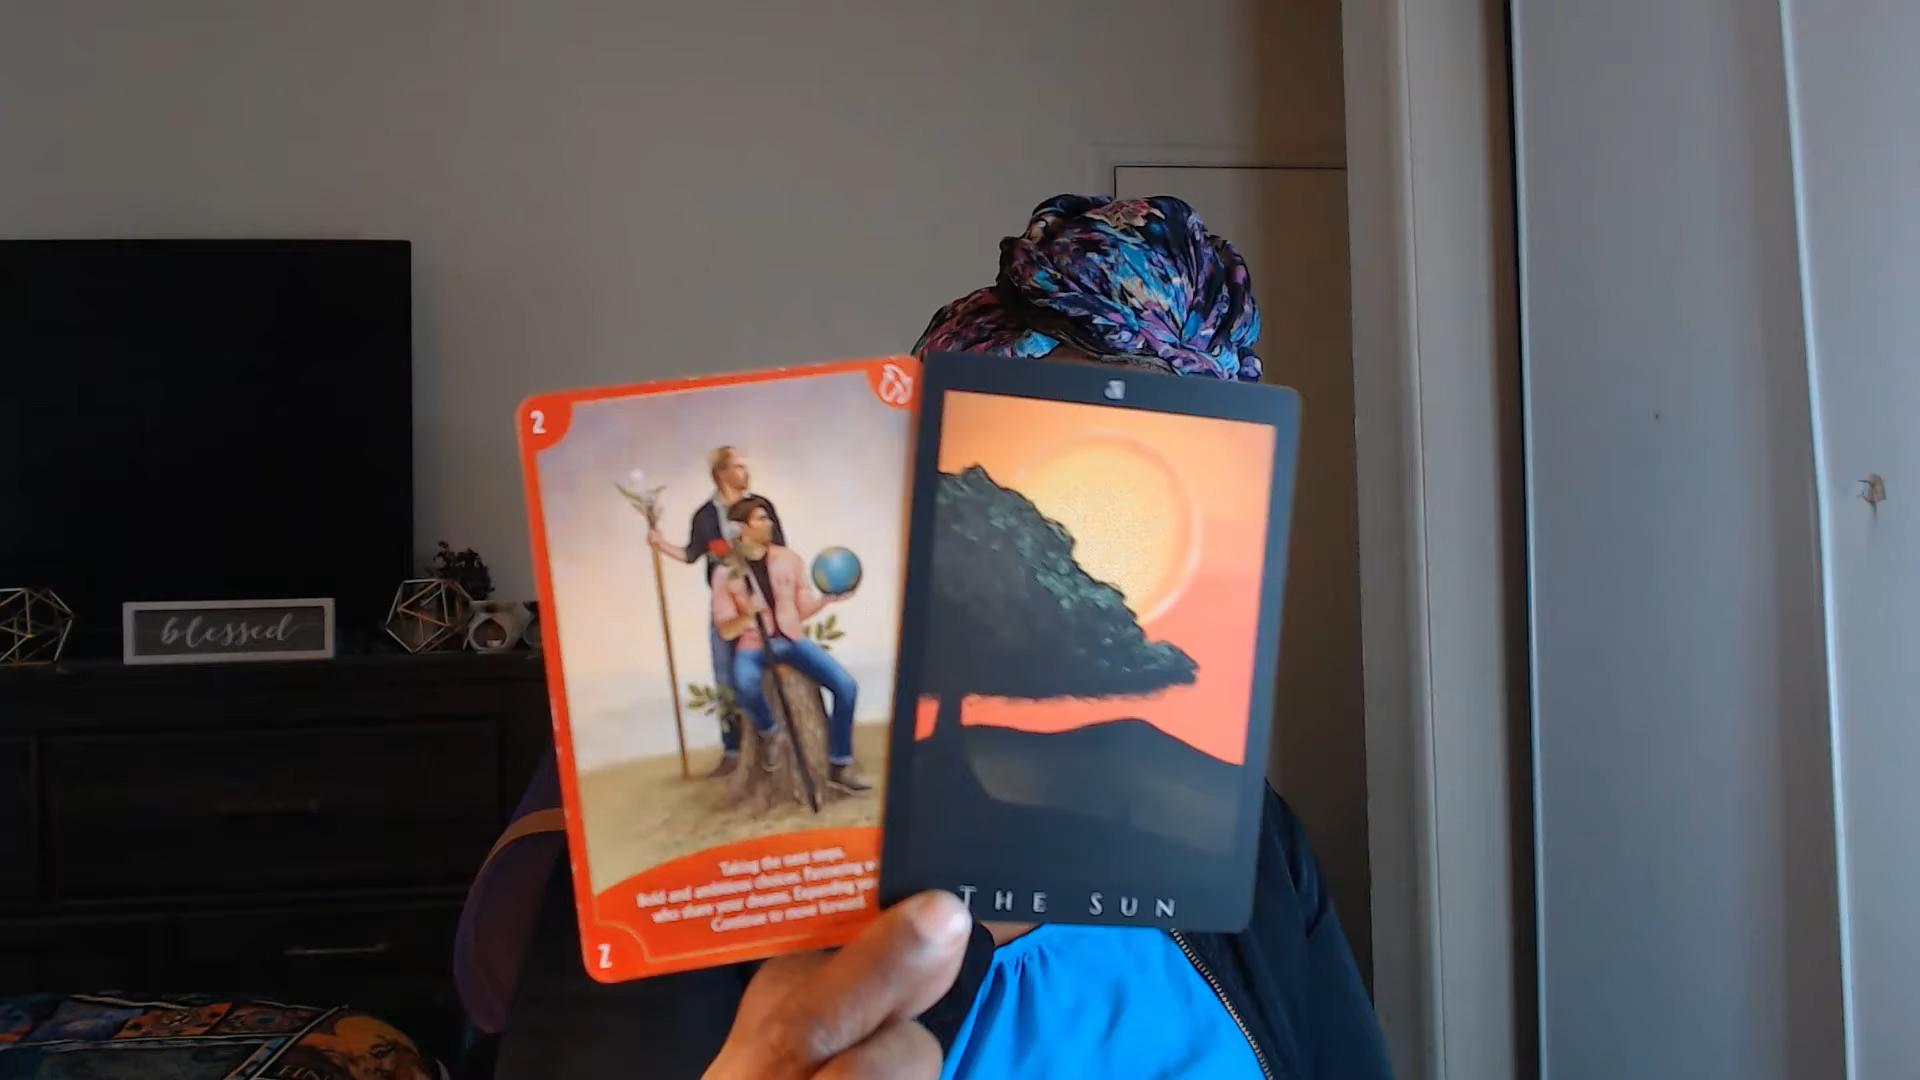 blessed
2
Taking the next steps.
Bold and ambitious choices. Partnering
who share your dreams. Expanding
Continue to move forward.
2
THE SUN